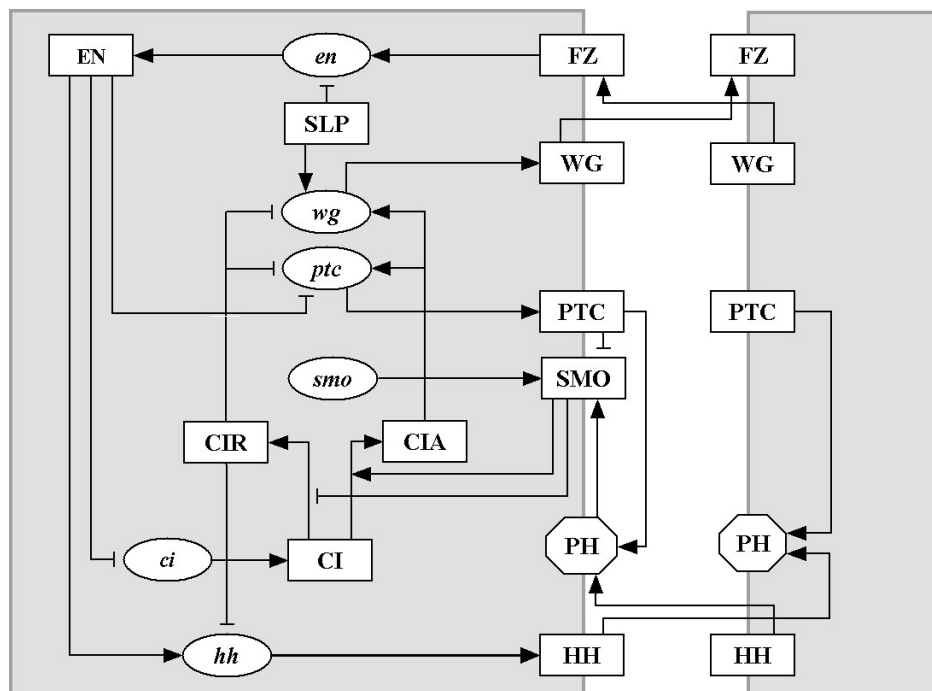 EN
en
FZ
FZ
SLP
WG
WG
wg
ptc
PTC
PTC
smo
SMO
CIR
CIA
PH
PH
ci
CI
hh
HH
HH